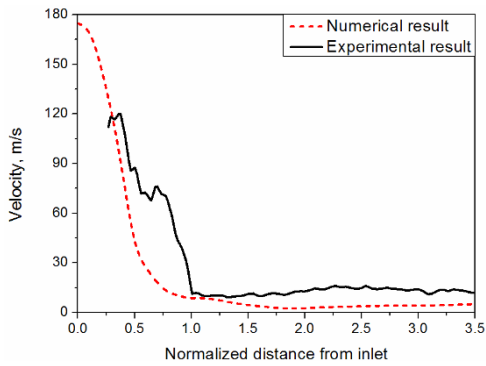 180
150
120
90
60
30
0
Velocity, m/s
Numerical result
Experimental result
0.0 0.5 1.0 1.5 2.0 2.5 3.0 3.5
Normalized distance from inlet